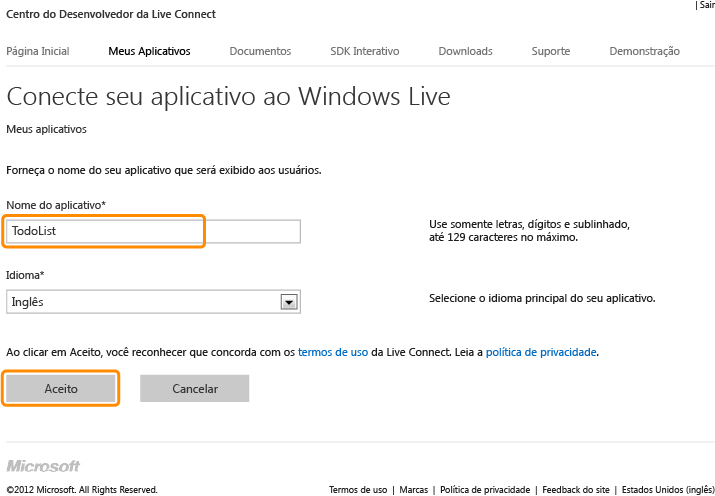 | Sair
Centro do Desenvolvedor da Live Connect
Página Inicial Meus Aplicativos Documentos SDK Interativo Downloads Suporte Demonstração
Conecte seu aplicativo ao Windows Live
Meus aplicativos
Forneça o nome do seu aplicativo que será exibido aos usuários.
Nome do aplicativo*
TodoList
Use somente letras, dígitos e sublinhado,
até 129 caracteres no máximo.
Idioma*
Inglês
Selecione o idioma principal do seu aplicativo.
Ao clicar em Aceito, você reconhecer que concorda com os termos de uso da Live Connect. Leia a política de privacidade.
Aceito Cancelar
Microsoft
©2012 Microsoft. All Rights Reserved. Termos de uso | Marcas | Política de privacidade | Feedback do site | Estados Unidos (inglês)